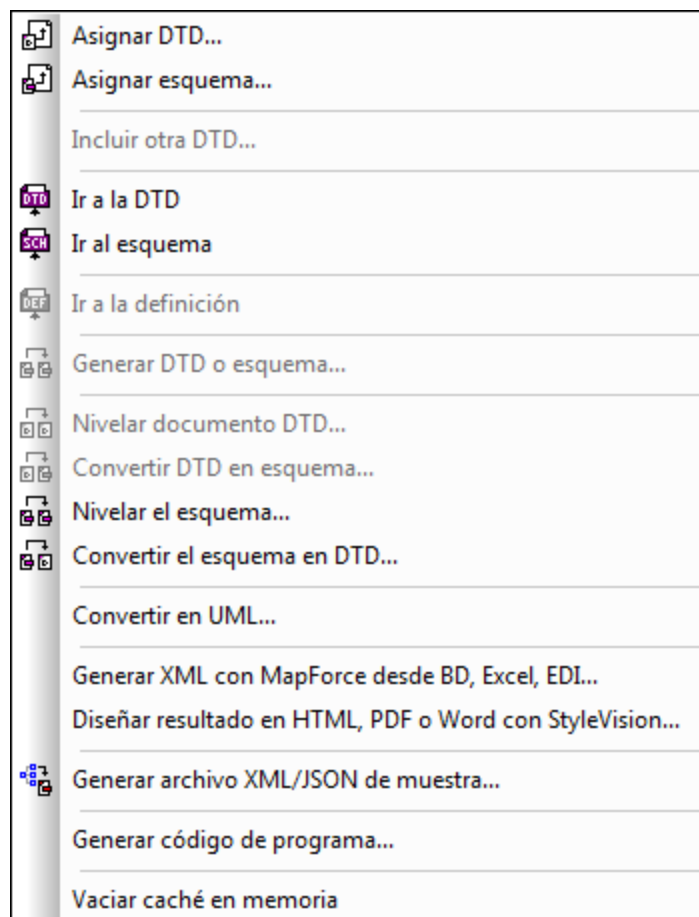 Asignar DTD...
Asignar esquema...
Incluir otra DTD...
DTD Ir a la DTD
SCH Ir al esquema
DEF Ir a la definición
Generar DTD o esquema...
Nivelar documento DTD...
Convertir DTD en esquema...
Nivelar el esquema...
Convertir el esquema en DTD...
Convertir en UML...
Generar XML con MapForce desde BD, Excel, EDI...
Diseñar resultado en HTML, PDF o Word con StyleVision...
Generar archivo XML/JSON de muestra...
Generar código de programa...
Vaciar caché en memoria